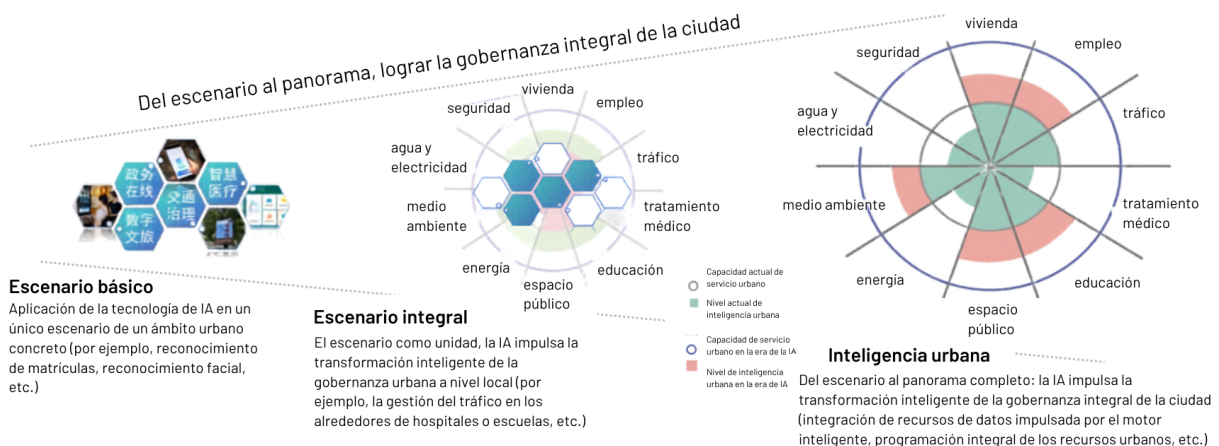 Del escenario al panorama, lograr la gobernanza integral de la ciudad
政务
在线
智慧
医疗
交通
治理
数字
文旅
Escenario básico
Aplicación de la tecnología de IA en un
único escenario de un ámbito urbano
concreto (por ejemplo, reconocimiento
de matrículas, reconocimiento facial,
etc.)
vivienda
seguridad
empleo
agua y
electricidad
tráfico
medio
ambiente
tratamiento
médico
energía
educación
espacio
público
Escenario integral
El escenario como unidad, la IA impulsa la
transformación inteligente de la
gobernanza urbana a nivel local (por
ejemplo, la gestión del tráfico en los
alrededores de hospitales o escuelas, etc.)
Capacidad actual de
servicio urbano
Nivel actual de
inteligencia urbana
Capacidad de servicio
urbano en la era de la IA
Nivel de inteligencia
urbana en la era de IA
vivienda
seguridad
empleo
agua y
electricidad
tráfico
medio ambiente
tratamiento
médico
energía
educación
espacio
público
Inteligencia urbana
Del escenario al panorama completo: la IA impulsa la
transformación inteligente de la gobernanza integral de la ciudad
(integración de recursos de datos impulsada por el motor
inteligente, programación integral de los recursos urbanos, etc.)